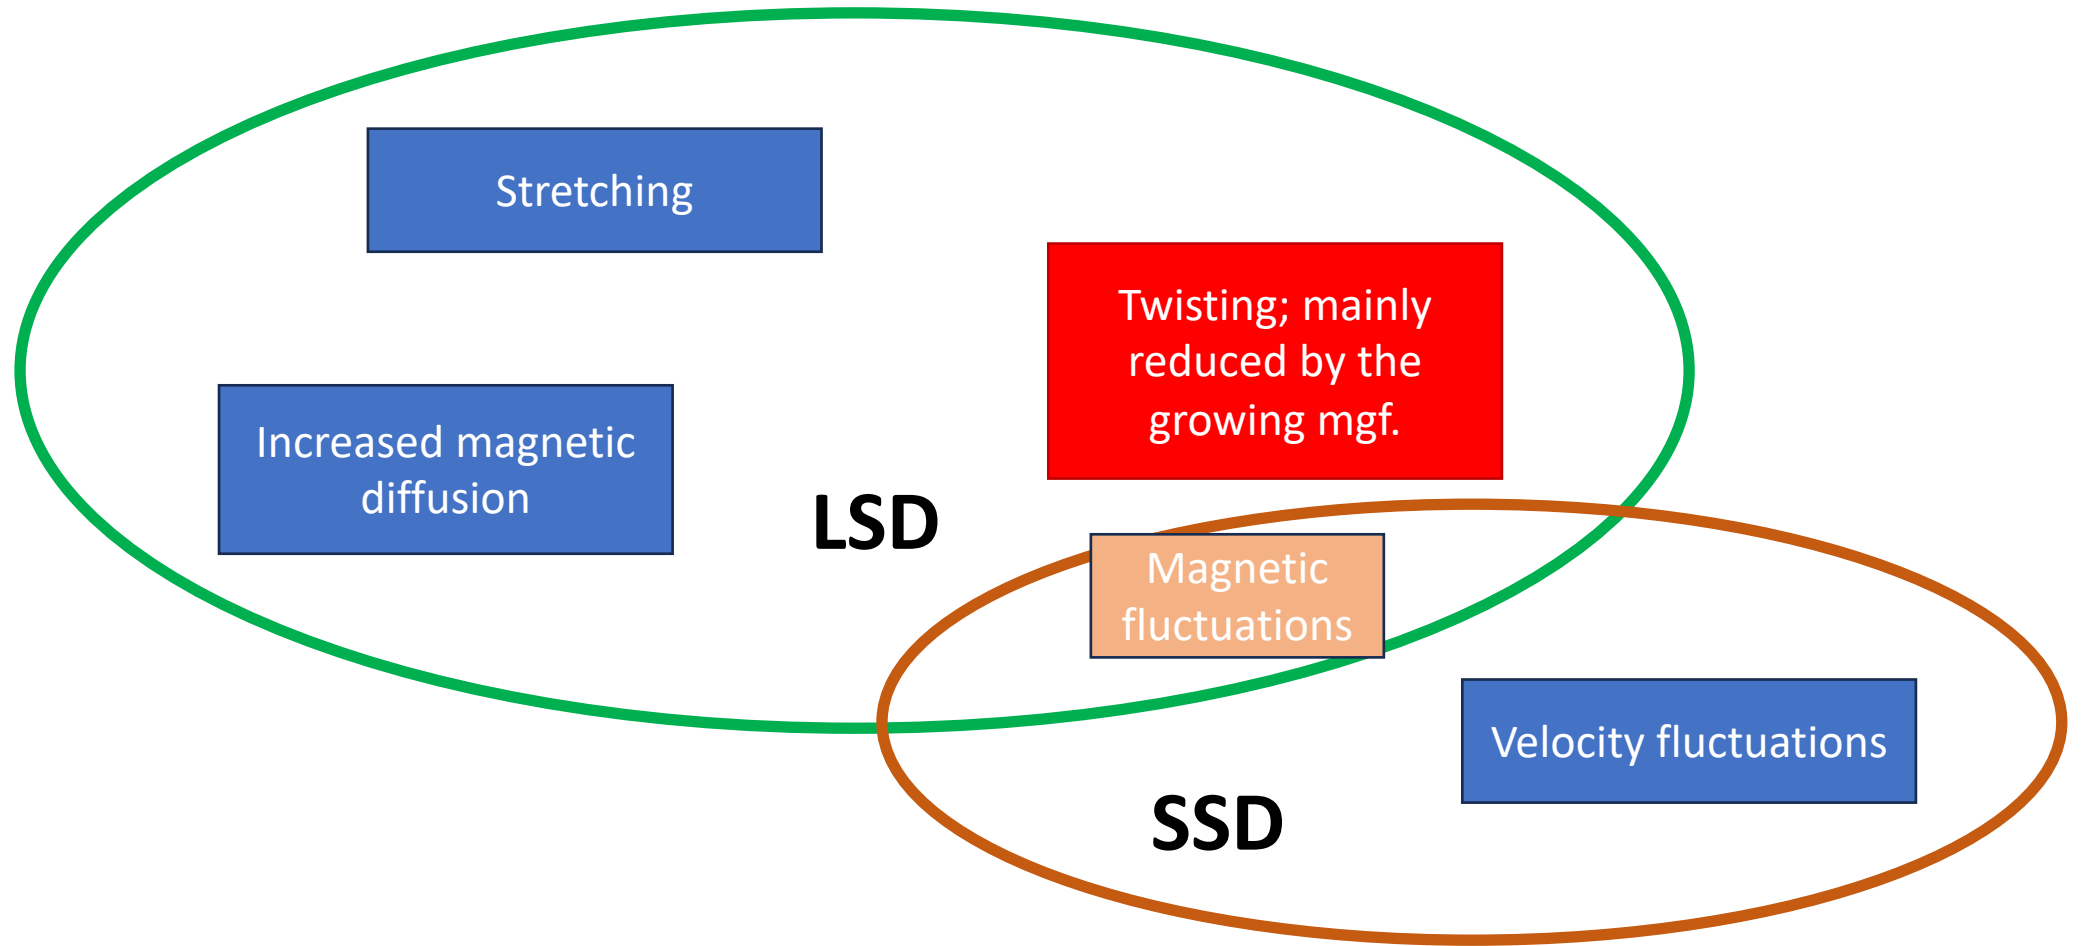 Stretching
Twisting; mainly
reduced by the
growing mgf.
Increased magnetic
diffusion
LSD
Magnetic
fluctuations
Velocity fluctuations
SSD